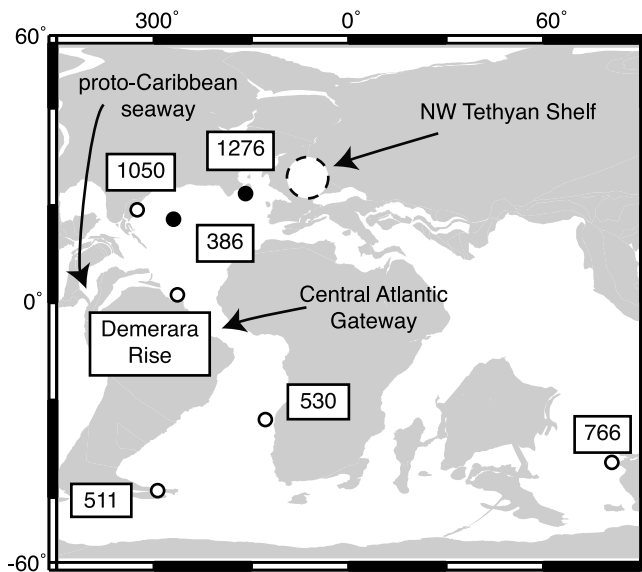 300° 0° 60°
60°
proto-Caribbean
seaway
NW Tethyan Shelf
1276
1050
386
0°
Central Atlantic
Gateway
Demerara
Rise
530
766
511
-60°